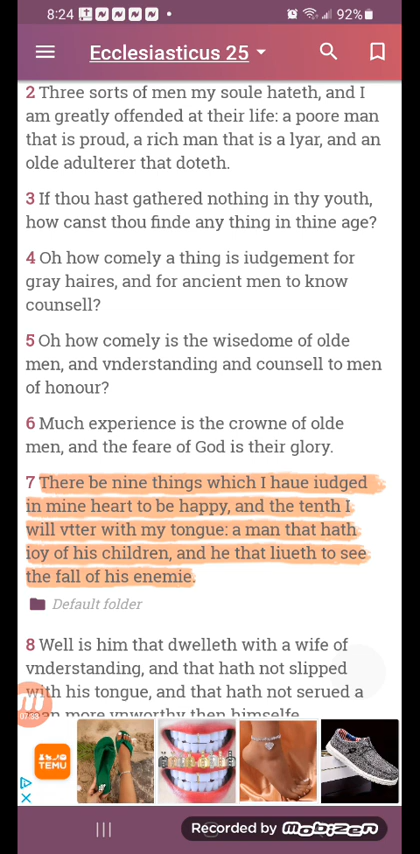 8:24 92%
Ecclesiasticus 25
2 Three sorts of men my soule hateth, and I
am greatly offended at their life: a poore man
that is proud, a rich man that is a lyar, and an
olde adulterer that doteth.
3 If thou hast gathered nothing in thy youth,
how canst thou finde any thing in thine age?
4 Oh how comely a thing is iudgement for
gray haires, and for ancient men to know
counsell?
5 Oh how comely is the wisedome of olde
men, and vnderstanding and counsell to men
of honour?
6 Much experience is the crowne of olde
men, and the feare of God is their glory.
7 There be nine things which I haue iudged
in mine heart to be happy, and the tenth I
will vtter with my tongue: a man that hath
ioy of his children, and he that liueth to see
the fall of his enemie.
Default folder
8 Well is him that dwelleth with a wife of
vnderstanding, and that hath not slipped
with his tongue, and that hath not serued a
man more vnworthy then himselfe
TEMU
Recorded by mobizen